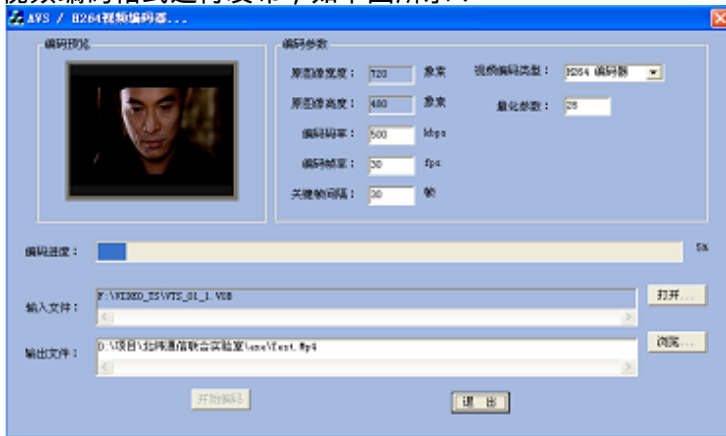 视频编码格式进行发布，如下图所示：
AVS / H264视频编码器...
编码预览
编码参数
原图像宽度： 720 象素 视频编码类型： H264 编码器
原图像高度： 480 象素 量化参数： 28
编码码率： 500 kbps
编码帧率： 30 fps
关键帧间隔： 30 帧
编码进度： 5%
输入文件： F:\VIDEO_TS\VTS_01_1.VOB 打开...
输出文件： D:\项目\北纬通信联合实验室\exe\Test.Mp4 浏览...
开始编码 退 出